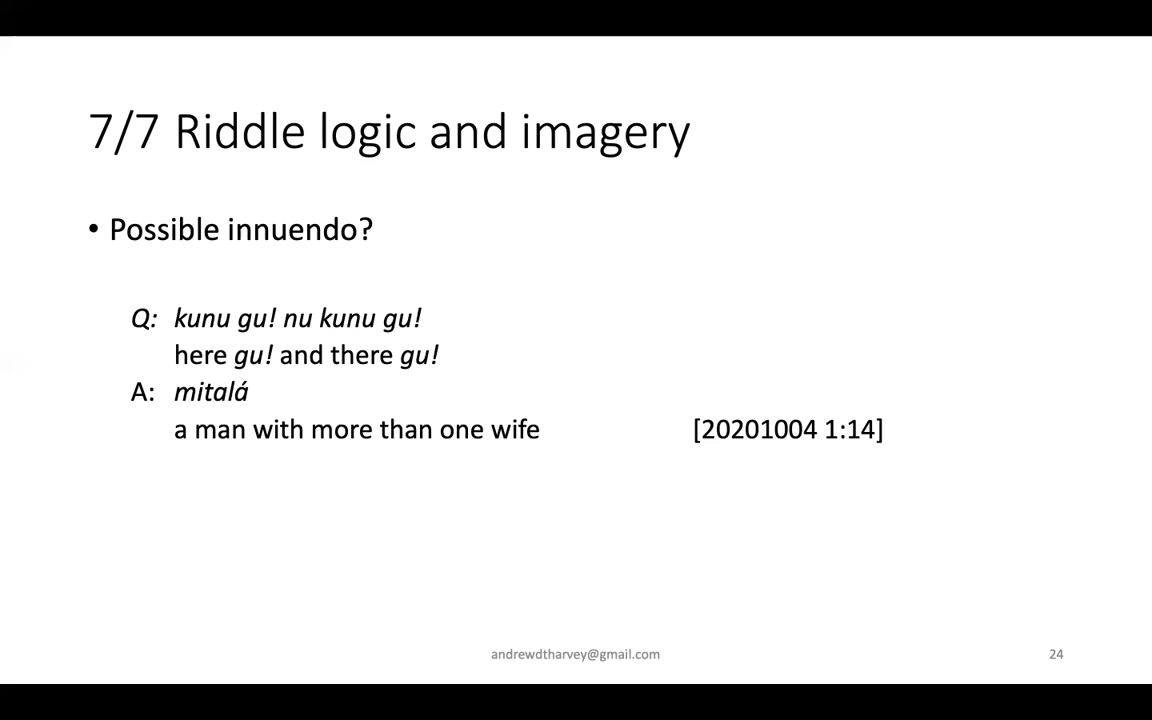 7/7 Riddle logic and imagery
• Possible innuendo?
Q: kunu gu! nu kunu gu!
here gu! and there gu!
A: mitalá
a man with more than one wife [20201004 1:14]
andrewdtharvey@gmail.com 24